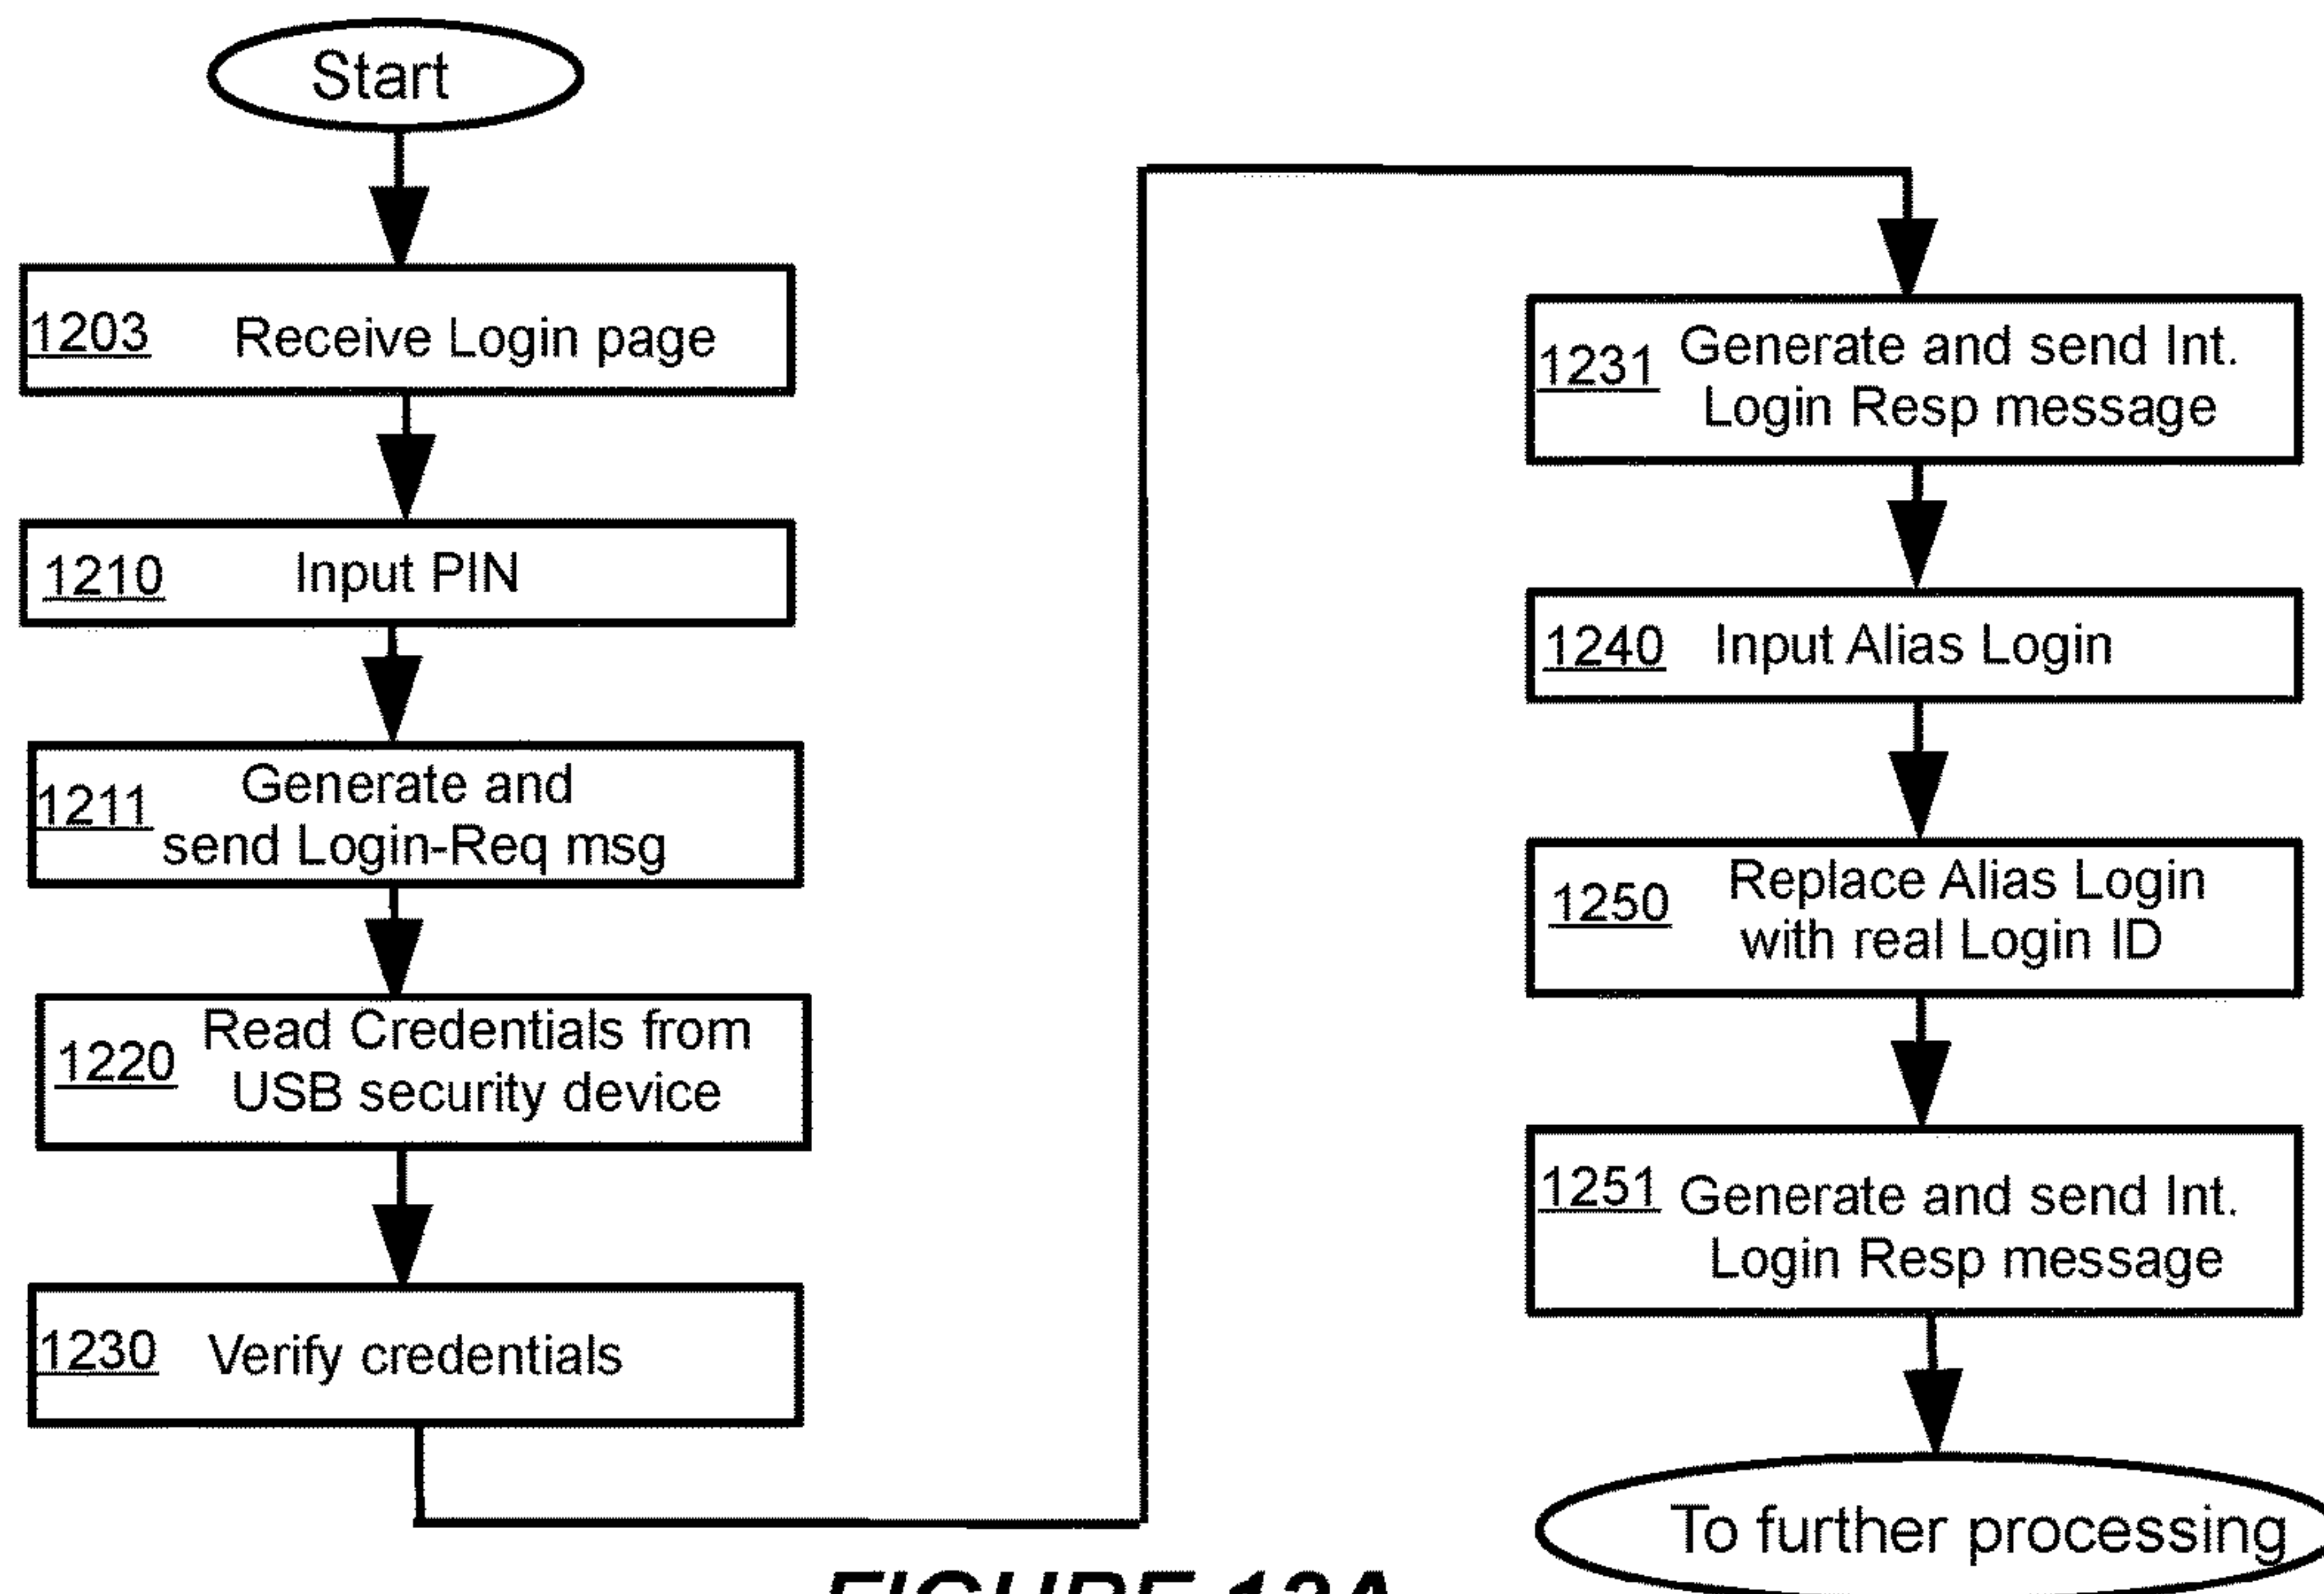 Start
1203 Receive Login page
1210 Input PIN
1211 Generate and
send Login-Req msg
1220 Read Credentials from
USB security device
1230 Verify credentials
1231 Generate and send Int.
Login Resp message
1240 Input Alias Login
1250 Replace Alias Login
with real Login ID
1251 Generate and send Int.
Login Resp message
To further processing